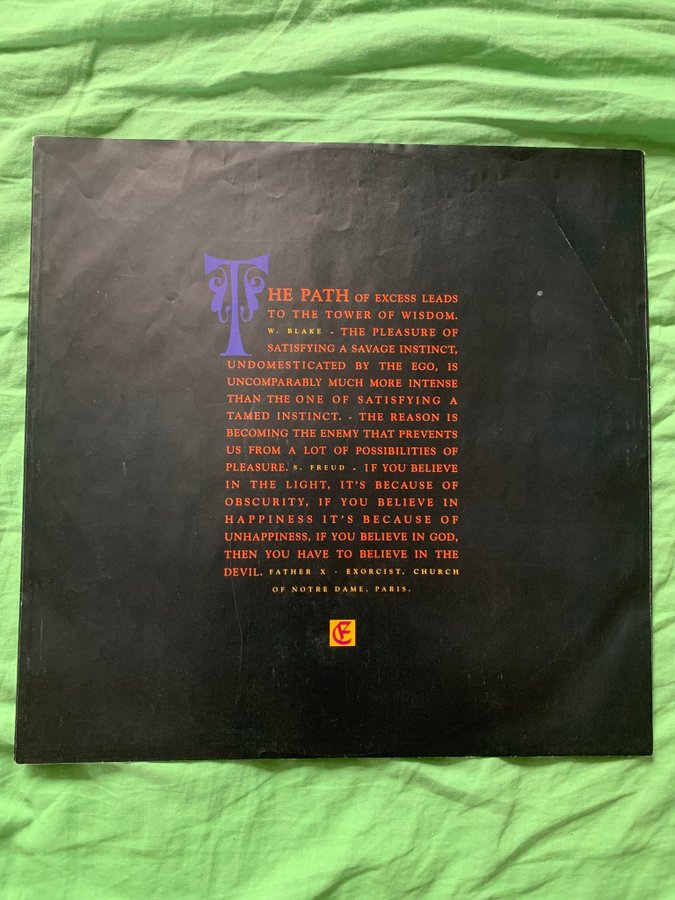 THE PATH OF EXCESS LEADS
TO THE TOWER OF WISDOM.
W. BLAKE - THE PLEASURE OF
SATISFYING A SAVAGE INSTINCT,
UNDOMESTICATED BY THE EGO, IS
UNCOMPARABLY MUCH MORE INTENSE
THAN THE ONE OF SATISFYING A
TAMED INSTINCT. - THE REASON IS
BECOMING THE ENEMY THAT PREVENTS
US FROM A LOT OF POSSIBILITIES OF
PLEASURE. S. FREUD - IF YOU BELIEVE
IN THE LIGHT, IT'S BECAUSE OF
OBSCURITY, IF YOU BELIEVE IN
HAPPINESS IT'S BECAUSE OF
UNHAPPINESS, IF YOU BELIEVE IN GOD,
THEN YOU HAVE TO BELIEVE IN THE
DEVIL. FATHER X - EXORCIST, CHURCH
OF NOTRE DAME, PARIS.
E